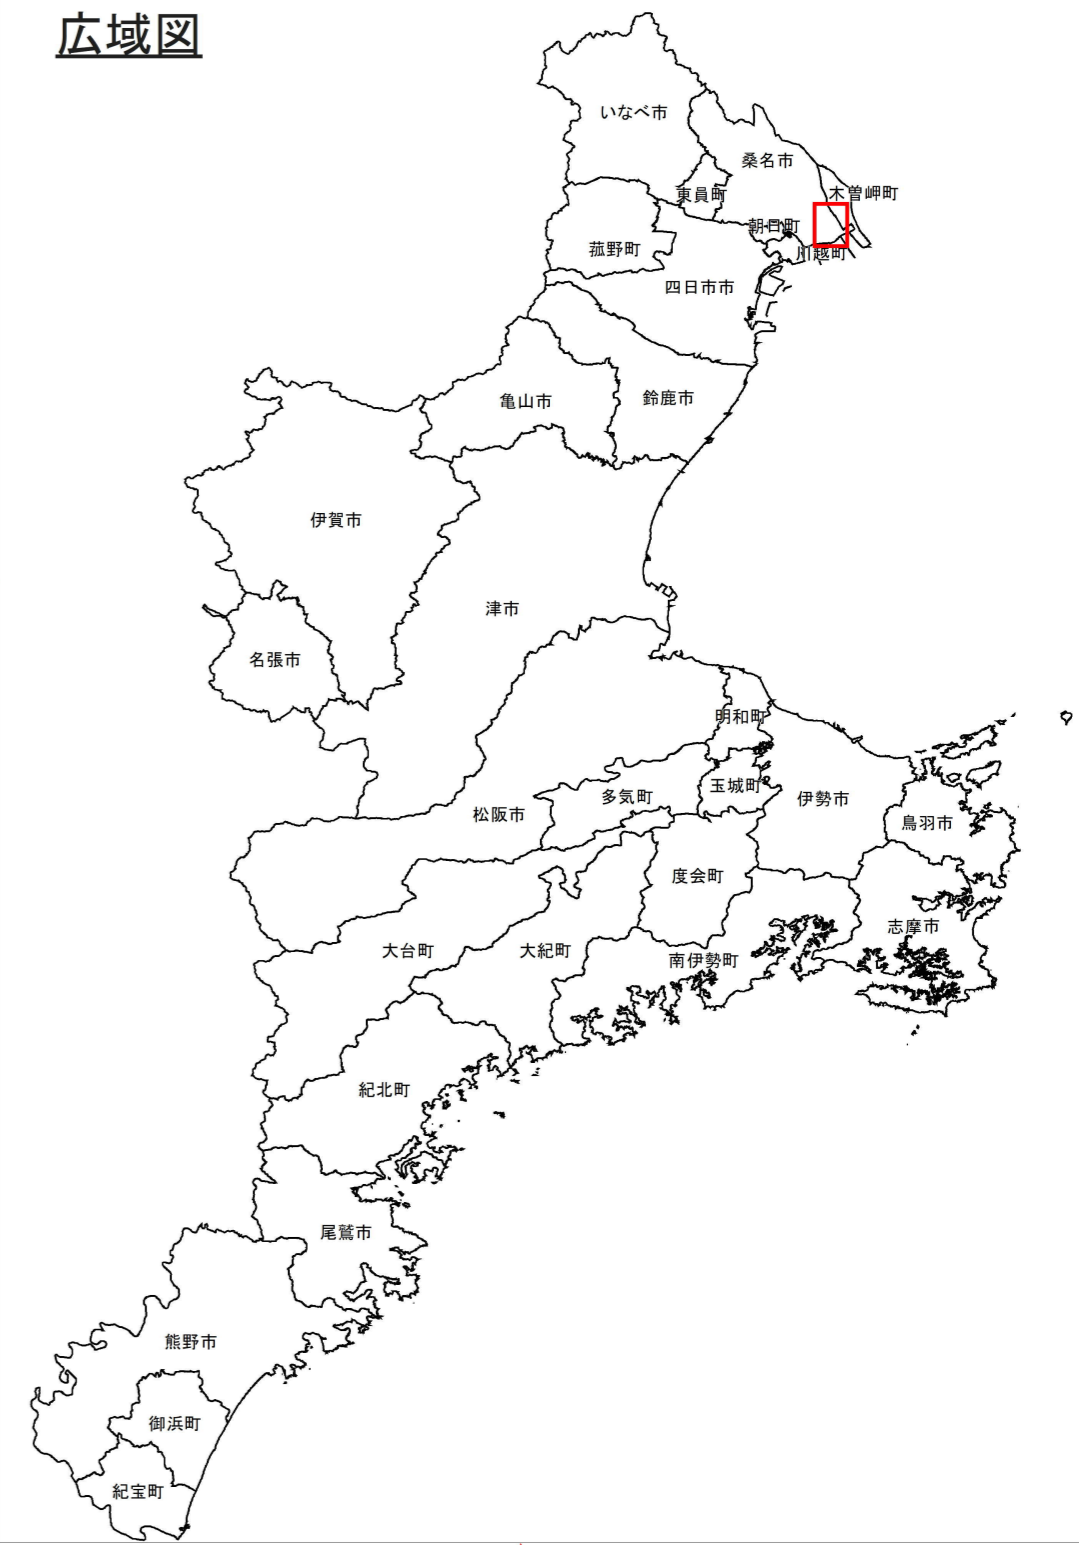 広域図
いなべ市
桑名市
東員町
木曽岬町
朝日町
菰野町
川越町
四日市市
亀山市
鈴鹿市
伊賀市
津市
名張市
明和町
玉城町
多気町
伊勢市
松阪市
鳥羽市
度会町
志摩市
大台町
大紀町
南伊勢町
紀北町
尾鷲市
熊野市
御浜町
紀宝町